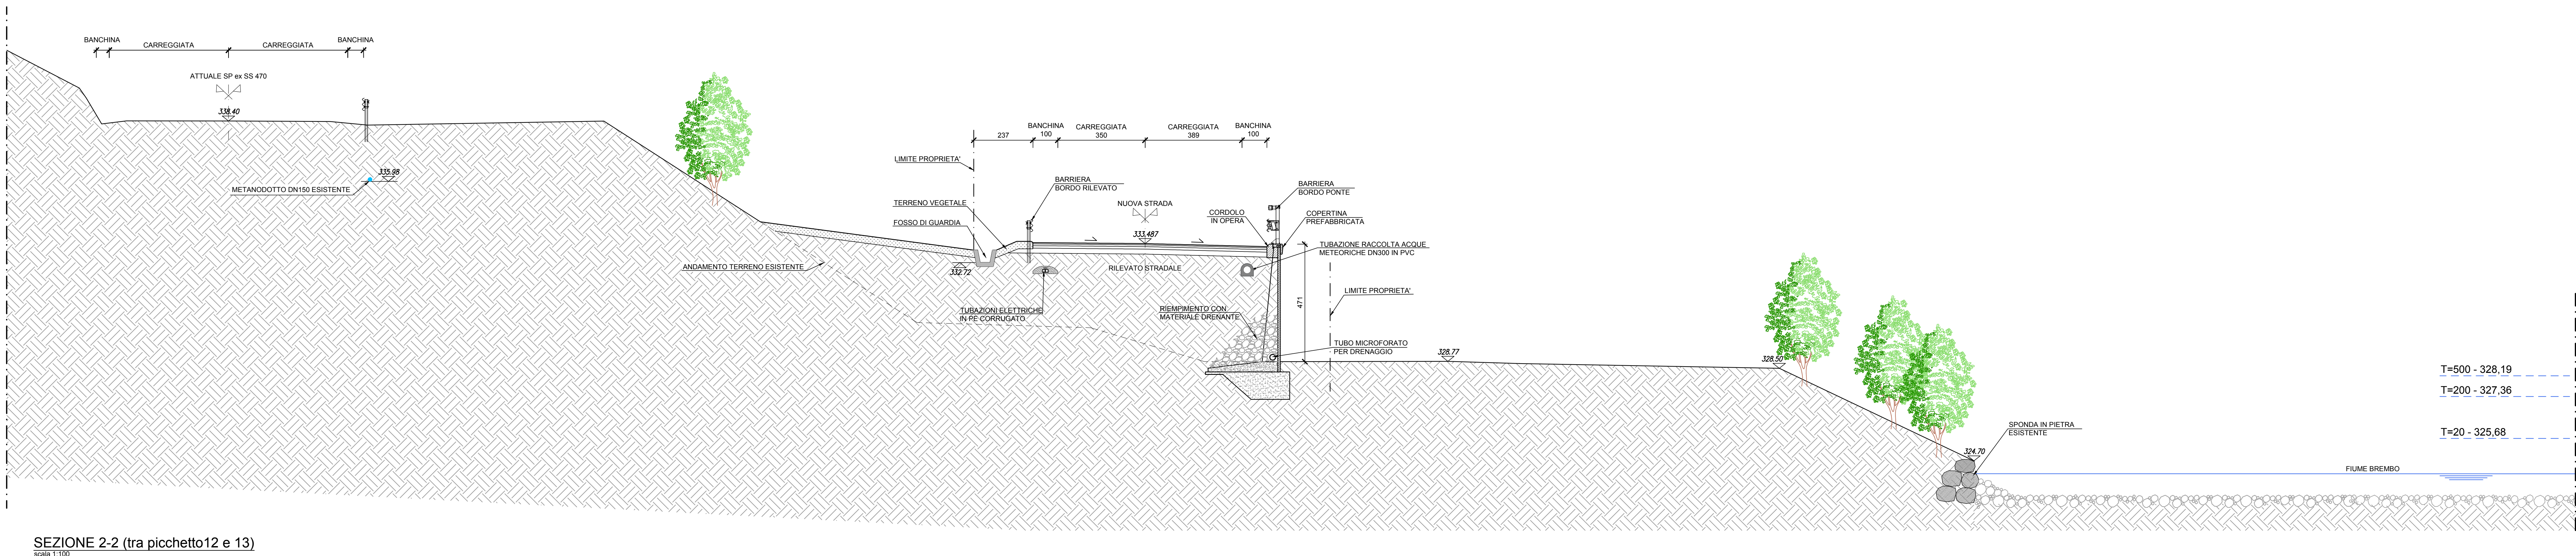 BANCHINA
CARREGGIATA
CARREGGIATA
BANCHINA
ATTUALE SP ex SS 470
338.40
335.98
METANODOTTO DN150 ESISTENTE
BANCHINA
100
CARREGGIATA
350
CARREGGIATA
389
BANCHINA
100
237
LIMITE PROPRIETA'
BARRIERA
BORDO RILEVATO
TERRENO VEGETALE
FOSSO DI GUARDIA
NUOVA STRADA
333.487
CORDOLO
IN OPERA
BARRIERA
BORDO PONTE
COPERTINA
PREFABBRICATA
TUBAZIONE RACCOLTA ACQUE
METEORICHE DN300 IN PVC
ANDAMENTO TERRENO ESISTENTE
332.72
RILEVATO STRADALE
TUBAZIONI ELETTRICHE
IN PE CORRUGATO
RIEMPIMENTO CON
MATERIALE DRENANTE
471
LIMITE PROPRIETA'
TUBO MICROFORATO
PER DRENAGGIO
328.77
328.50
T=500 - 328,19
T=200 - 327,36
T=20 - 325,68
SPONDA IN PIETRA
ESISTENTE
324.70
FIUME BREMBO
SEZIONE 2-2 (tra picchetto12 e 13)
scala 1:100